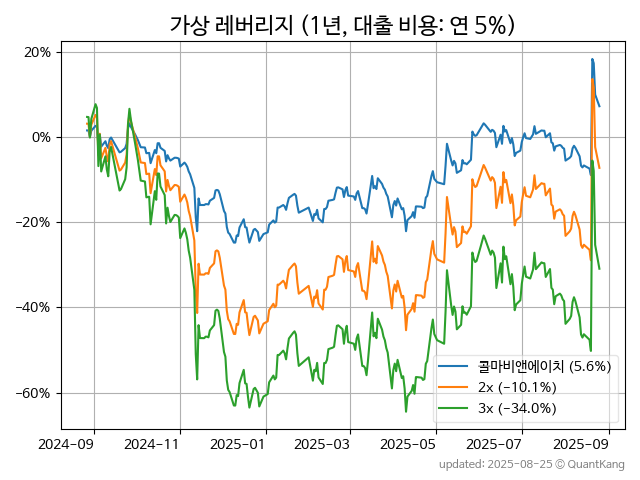 가상 레버리지 (1년, 대출 비용: 연 5%)
20%
0%
−20%
−40%
−60%
콜마비앤에이치 (5.6%)
2x (−10.1%)
3x (−34.0%)
2024-09 2024-11 2025-01 2025-03 2025-05 2025-07 2025-09
updated: 2025-08-25 © QuantKang